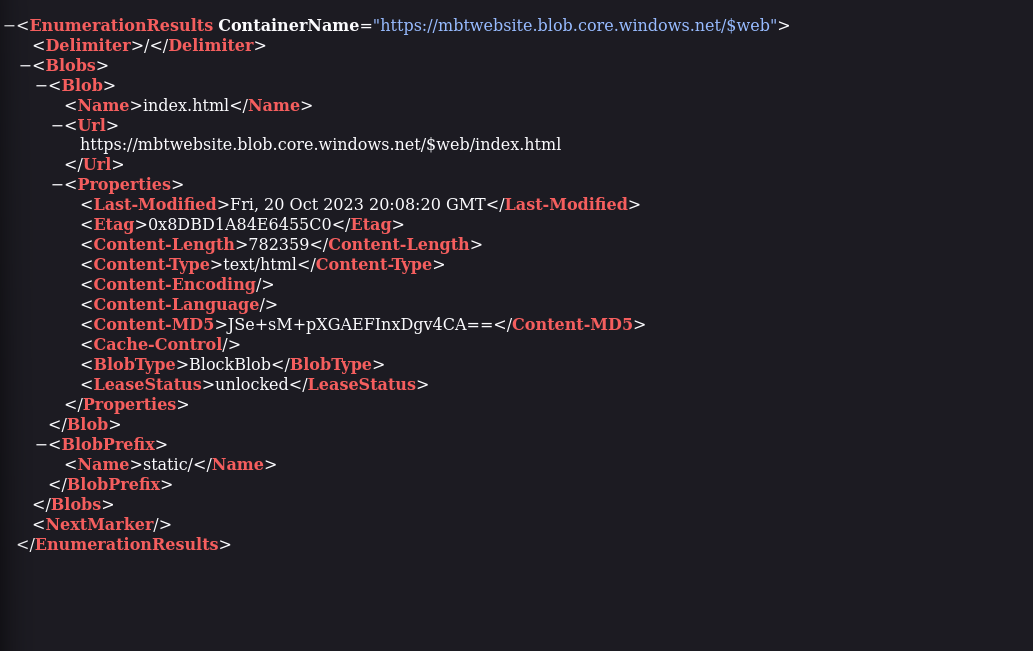 −<EnumerationResults ContainerName="https://mbtwebsite.blob.core.windows.net/$web">
<Delimiter>/</Delimiter>
−<Blobs>
−<Blob>
<Name>index.html</Name>
−<Url>
https://mbtwebsite.blob.core.windows.net/$web/index.html
</Url>
−<Properties>
<Last-Modified>Fri, 20 Oct 2023 20:08:20 GMT</Last-Modified>
<Etag>0x8DBD1A84E6455C0</Etag>
<Content-Length>782359</Content-Length>
<Content-Type>text/html</Content-Type>
<Content-Encoding/>
<Content-Language/>
<Content-MD5>JSe+sM+pXGAEFInxDgv4CA==</Content-MD5>
<Cache-Control/>
<BlobType>BlockBlob</BlobType>
<LeaseStatus>unlocked</LeaseStatus>
</Properties>
</Blob>
−<BlobPrefix>
<Name>static/</Name>
</BlobPrefix>
</Blobs>
<NextMarker/>
</EnumerationResults>